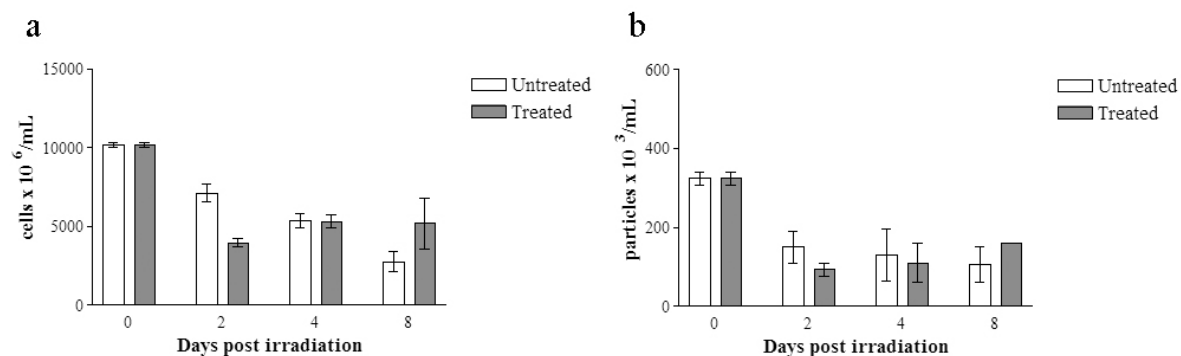 a
cells x 10 6/mL
15000
10000
5000
0
0 2 4 8
Days post irradiation
Untreated
Treated
b
particles x 10 3/mL
600
400
200
0
0 2 4 8
Days post irradiation
Untreated
Treated